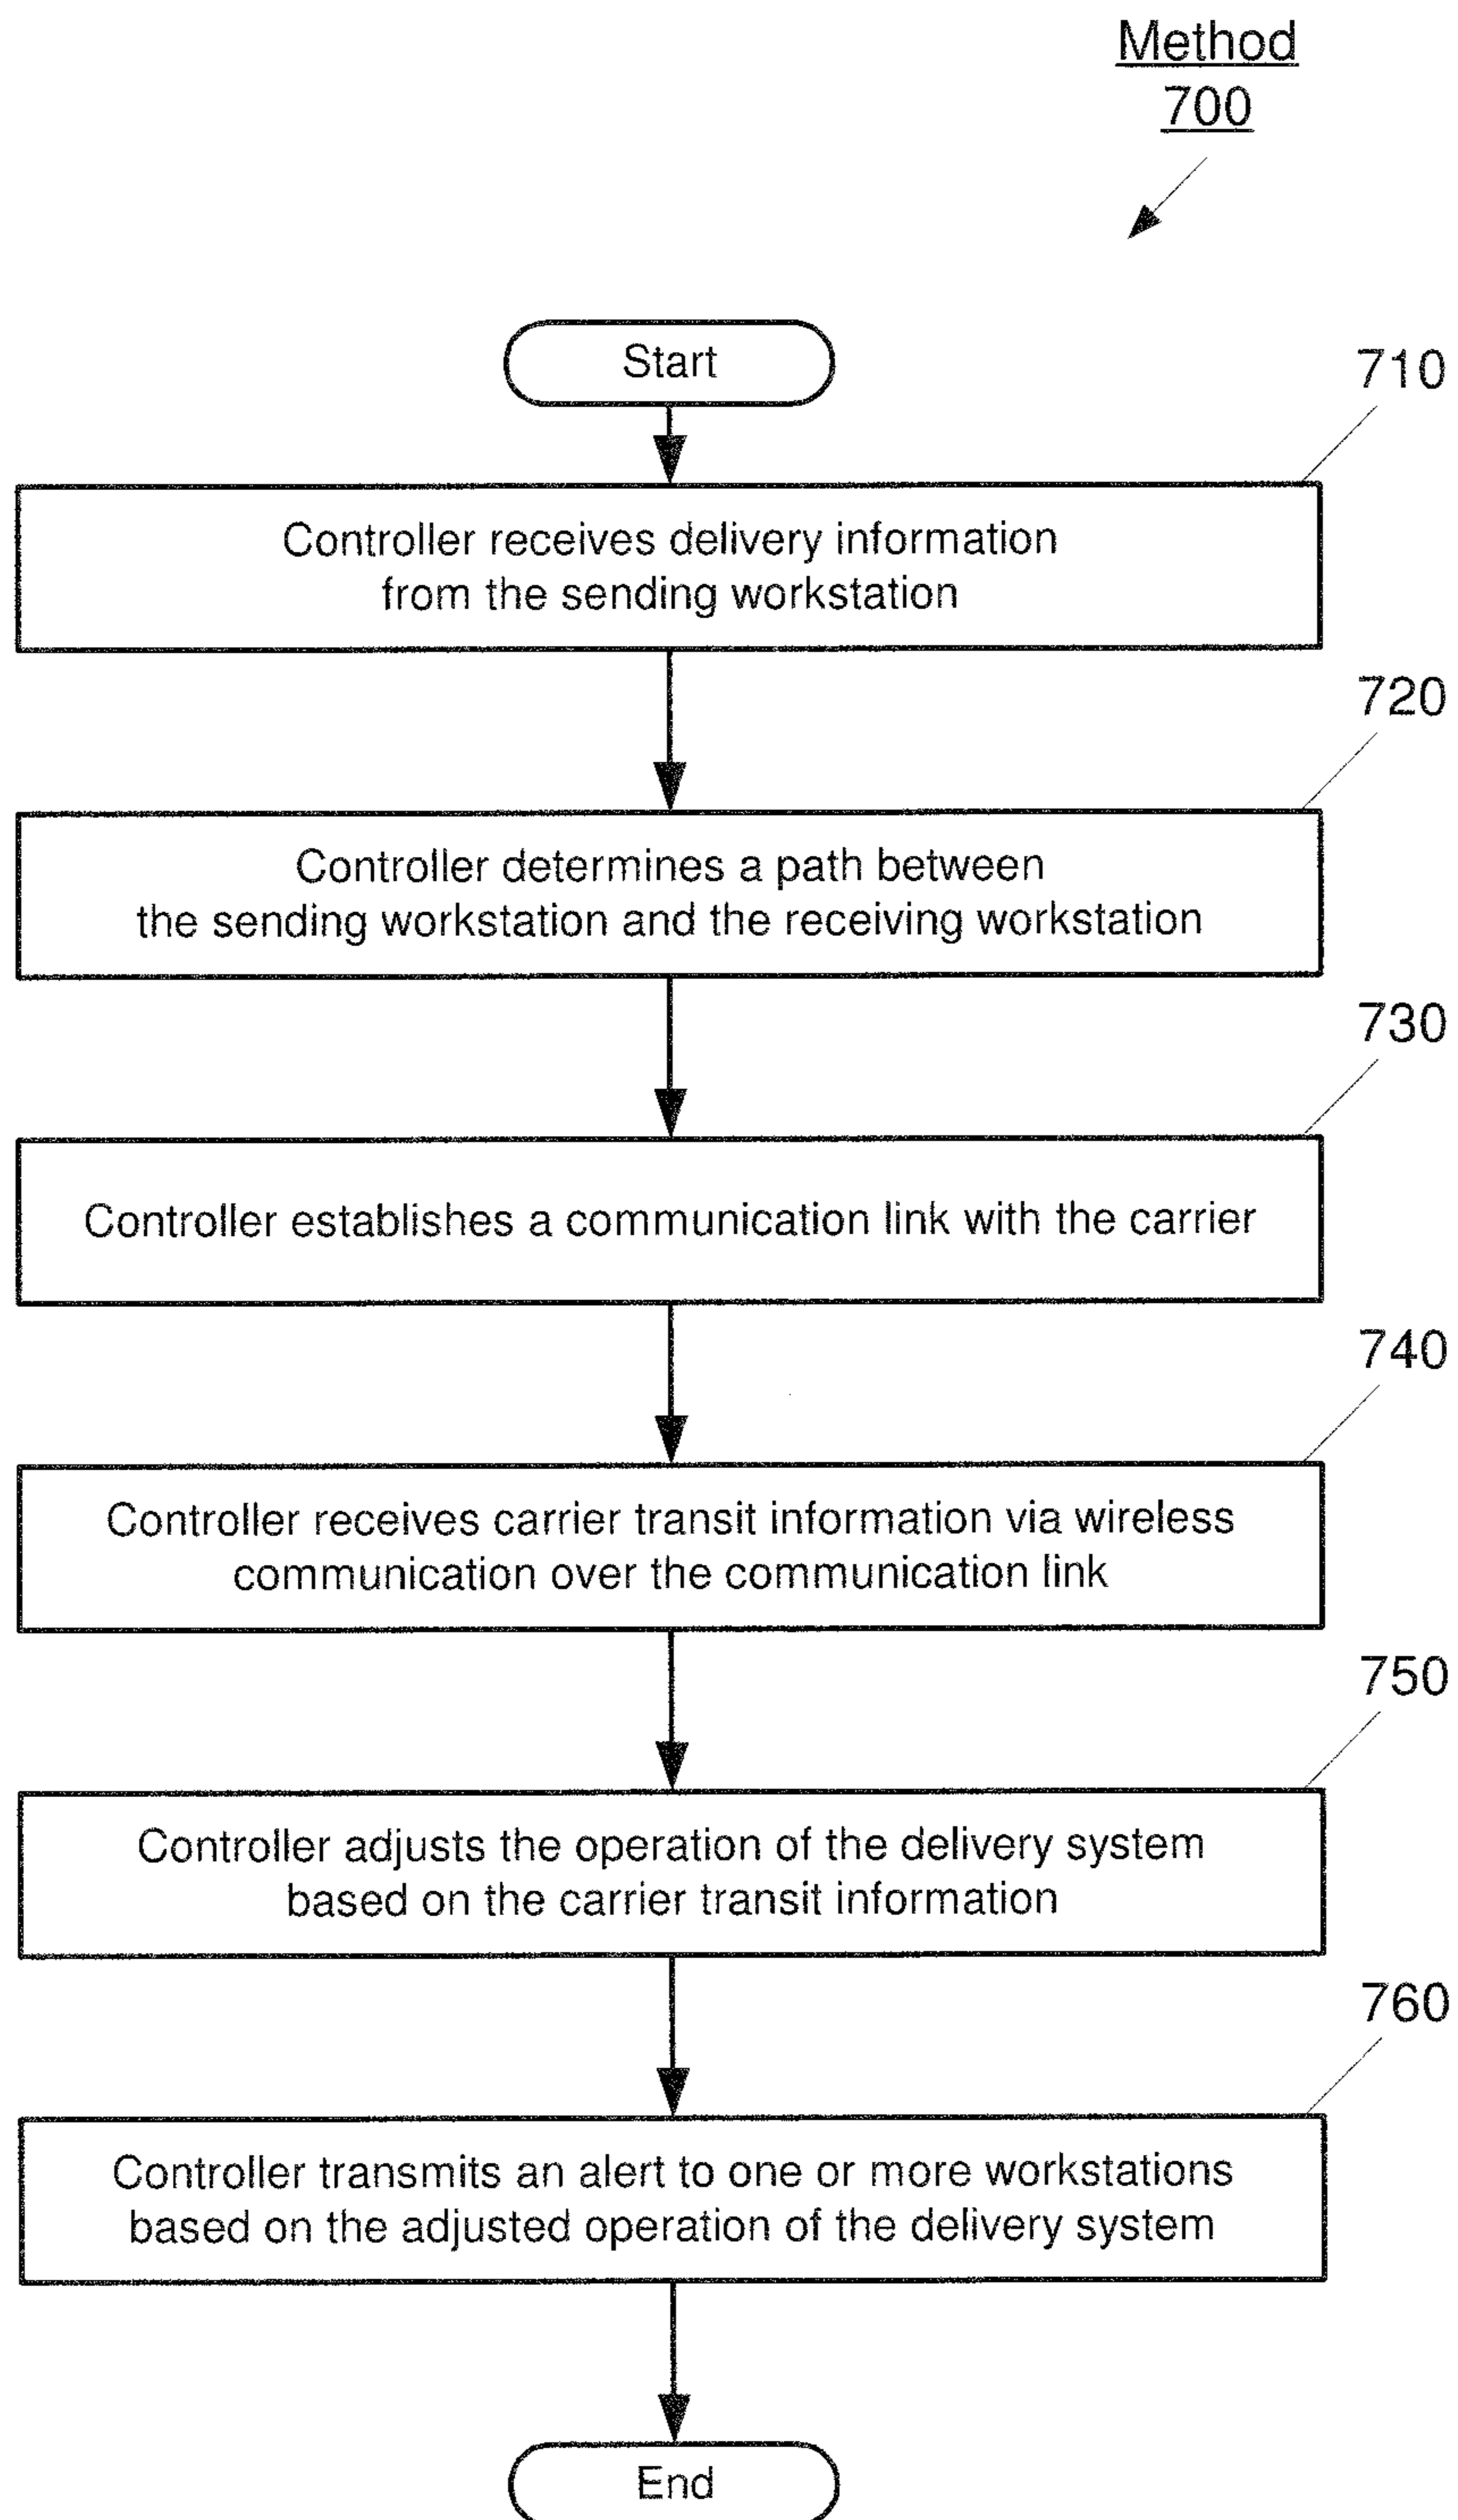 Method
700
Start
710
Controller receives delivery information
from the sending workstation
720
Controller determines a path between
the sending workstation and the receiving workstation
730
Controller establishes a communication link with the carrier
740
Controller receives carrier transit information via wireless
communication over the communication link
750
Controller adjusts the operation of the delivery system
based on the carrier transit information
760
Controller transmits an alert to one or more workstations
based on the adjusted operation of the delivery system
End